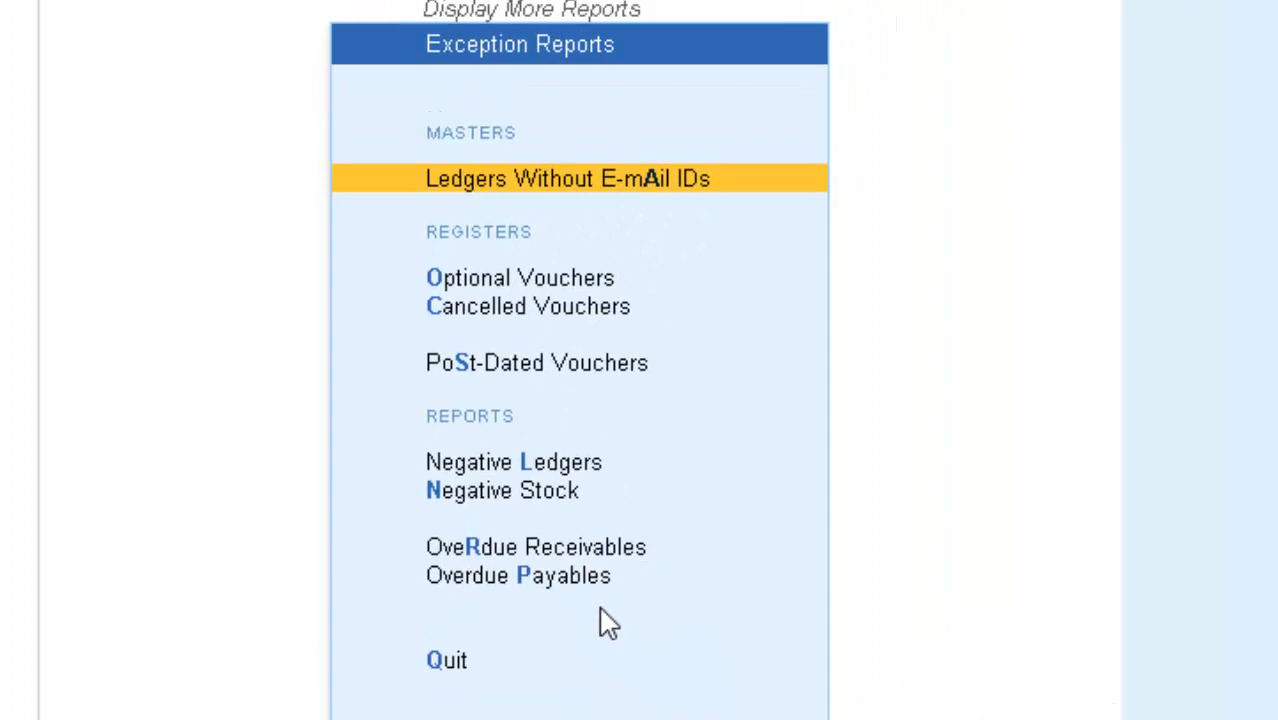 Display More Reports
Exception Reports
MASTERS
Ledgers Without E-mAil IDs
REGISTERS
Optional Vouchers
Cancelled Vouchers
PoSt-Dated Vouchers
REPORTS
Negative Ledgers
Negative Stock
OveRdue Receivables
Overdue Payables
Quit